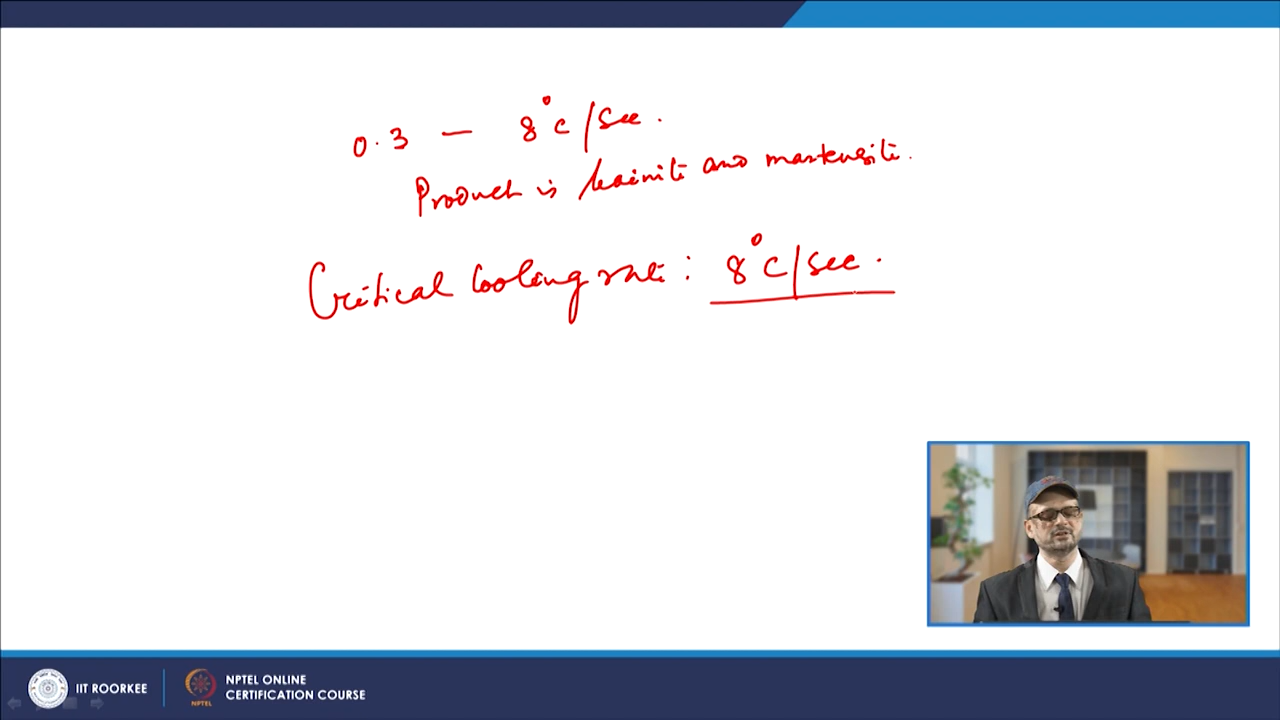 0.3 — 8°C/Sec.
Product is bainite and martensite.
Critical cooling rate: 8°C/sec.
IIT ROORKEE
NPTEL
NPTEL ONLINE
CERTIFICATION COURSE